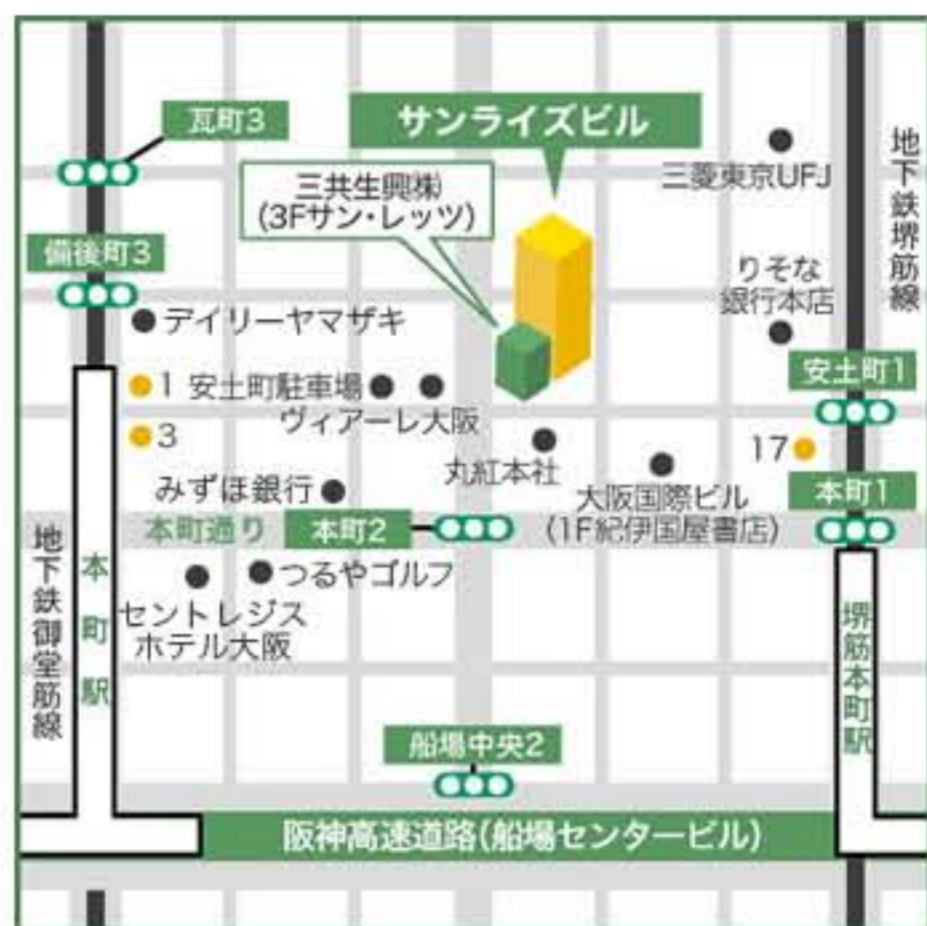 瓦町3
サンライズビル
三菱東京UFJ
地下鉄堺筋線
三共生興㈱
(3Fサン・レッツ)
備後町3
りそな
銀行本店
デイリーヤマザキ
安土町1
1
安土町駐車場
ヴィアーレ大阪
3
丸紅本社
17
みずほ銀行
大阪国際ビル
(1F紀伊国屋書店)
本町1
本町通り
本町2
地下鉄御堂筋線
本町駅
つるやゴルフ
セントレジス
ホテル大阪
堺筋本町駅
船場中央2
阪神高速道路(船場センタービル)